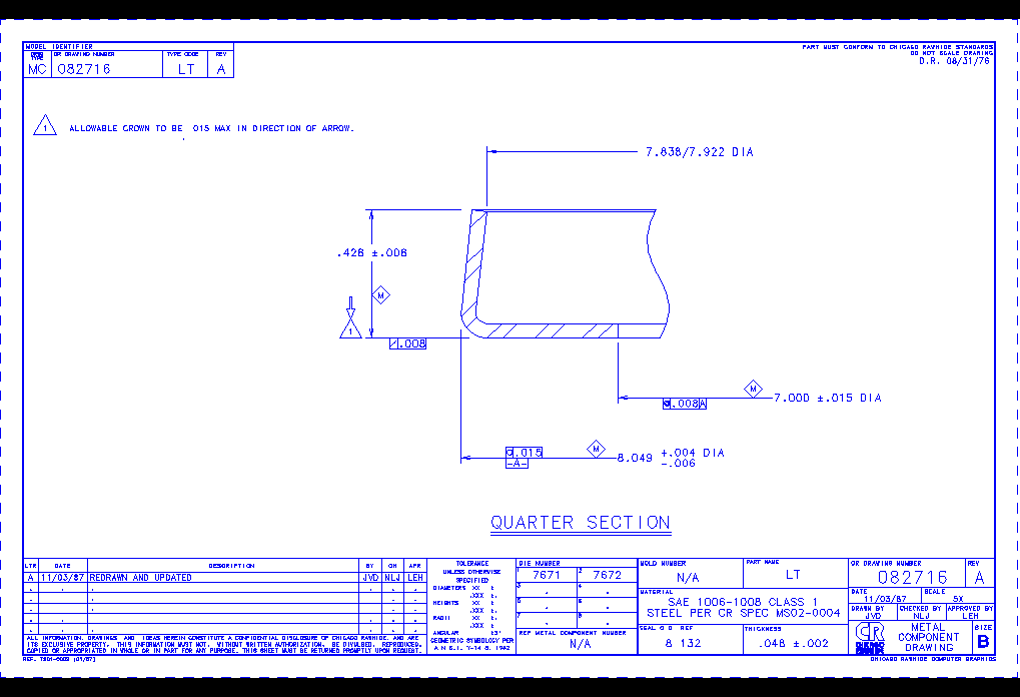 MODEL IDENTIFIER
OR DRAWING NUMBER TYPE CODE REV
MC 082716 LT A
PART MUST CONFORM TO CHICAGO RAWHIDE STANDARDS
DO NOT SCALE DRAWING
D.R. 08/31/76
1 ALLOWABLE CROWN TO BE .015 MAX IN DIRECTION OF ARROW.
7.838/7.922 DIA
.428 ±.006
M
1
.008
M
.008 A
7.000 ±.015 DIA
.015
-A-
M
8.049 +.004 DIA
-.006
QUARTER SECTION
LTR DATE DESCRIPTION BY CH APR
A 11/03/87 REDRAWN AND UPDATED JVD NLJ LEH
ALL INFORMATION, DRAWINGS AND IDEAS HEREIN CONSTITUTE A CONFIDENTIAL DISCLOSURE OF CHICAGO RAWHIDE, AND ARE
ITS EXCLUSIVE PROPERTY. THIS INFORMATION MUST NOT, WITHOUT WRITTEN AUTHORIZATION, BE DIVULGED, REPRODUCED,
COPIED OR APPROPRIATED IN WHOLE OR IN PART FOR ANY PURPOSE. THIS SHEET MUST BE RETURNED PROMPTLY UPON REQUEST.
TOLERANCE
UNLESS OTHERWISE
SPECIFIED
DIAMETERS .XX ±
.XXX ±.
HEIGHTS .XX ±
.XXX ±.
RADII .XX ±
.XXX ±
ANGULAR ±3°
GEOMETRIC SYMBOLOGY PER
A.N.S.I. Y-14.5, 1982
DIE NUMBER
1 7671 2 7672
3 4
5 6
7 8
REF METAL COMPONENT NUMBER
N/A
MOLD NUMBER
N/A
PART NAME
LT
MATERIAL
SAE 1006-1008 CLASS 1
STEEL PER CR SPEC MS02-0004
SEAL O.D. REF
8.132
THICKNESS
.048 ±.002
OR DRAWING NUMBER REV
082716 A
DATE SCALE
11/03/87 5X
DRAWN BY CHECKED BY APPROVED BY
JVD NLJ LEH
CR
METAL
COMPONENT
DRAWING
SIZE
B
CHICAGO RAWHIDE COMPUTER GRAPHICS